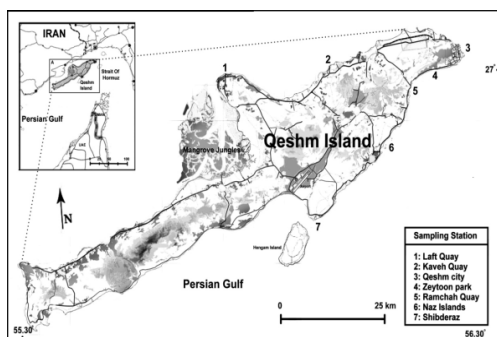 IRAN
A
Strait Of
Hormuz
Qeshm
Island
Persian Gulf
UAE
1
2
3
4
27°
5
6
7
Mangrove Jungles
Qeshm Island
Hengam Island
N
Persian Gulf
0
25 km
55.30°
56.30°
Sampling Station
1: Laft Quay
2: Kaveh Quay
3: Qeshm city
4: Zeytoon park
5: Ramchah Quay
6: Naz Islands
7: Shibderaz